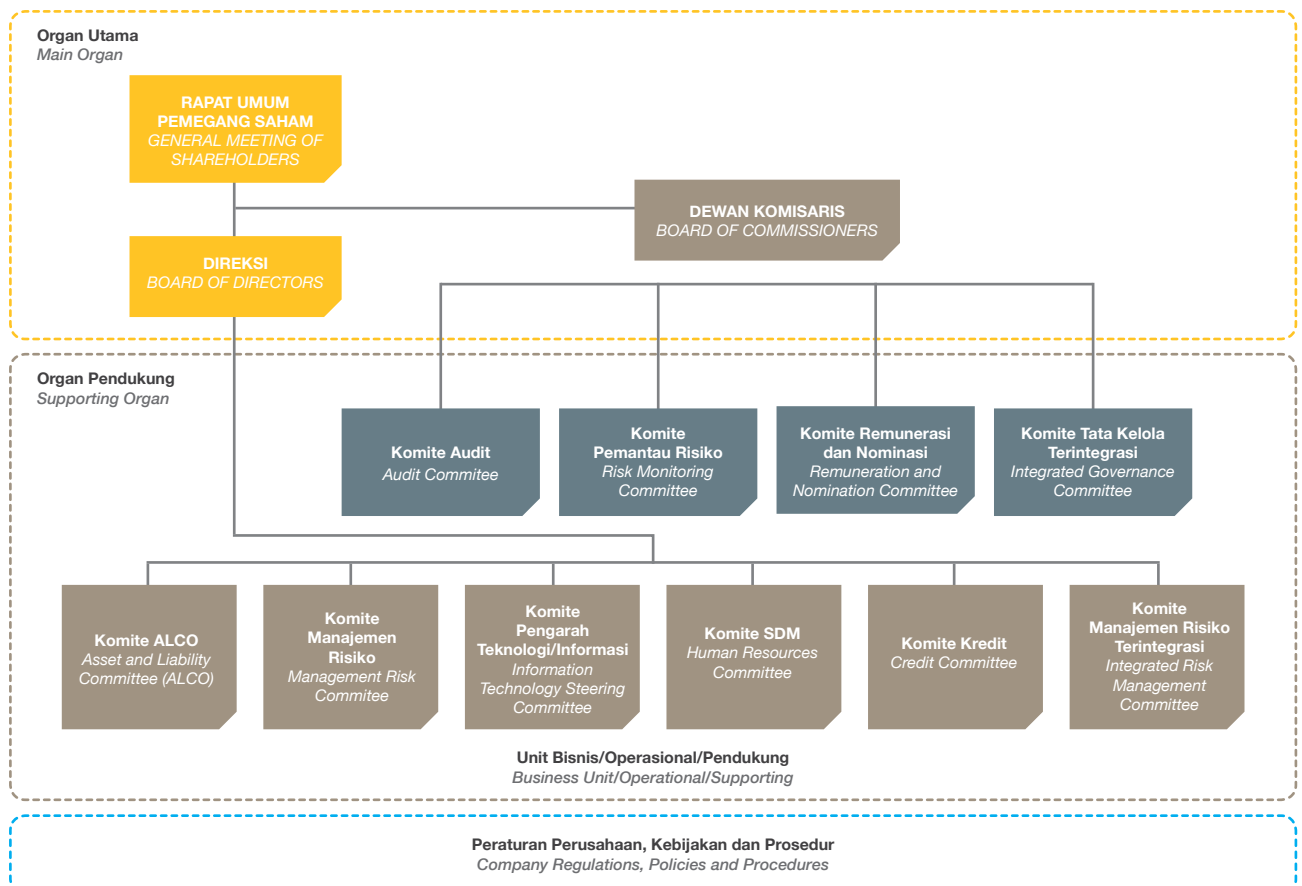 Organ Utama
Main Organ
RAPAT UMUM
PEMEGANG SAHAM
GENERAL MEETING OF
SHAREHOLDERS
DEWAN KOMISARIS
BOARD OF COMMISSIONERS
DIREKSI
BOARD OF DIRECTORS
Organ Pendukung
Supporting Organ
Komite Audit
Audit Commitee
Komite
Pemantau Risiko
Risk Monitoring
Committee
Komite Remunerasi
dan Nominasi
Remuneration and
Nomination Committee
Komite Tata Kelola
Terintegrasi
Integrated Governance
Committee
Komite ALCO
Asset and Liability
Committee (ALCO)
Komite
Manajemen
Risiko
Management Risk
Commitee
Komite
Pengarah
Teknologi/Informasi
Information
Technology Steering
Committee
Komite SDM
Human Resources
Committee
Komite Kredit
Credit Committee
Komite
Manajemen Risiko
Terintegrasi
Integrated Risk
Management
Committee
Unit Bisnis/Operasional/Pendukung
Business Unit/Operational/Supporting
Peraturan Perusahaan, Kebijakan dan Prosedur
Company Regulations, Policies and Procedures